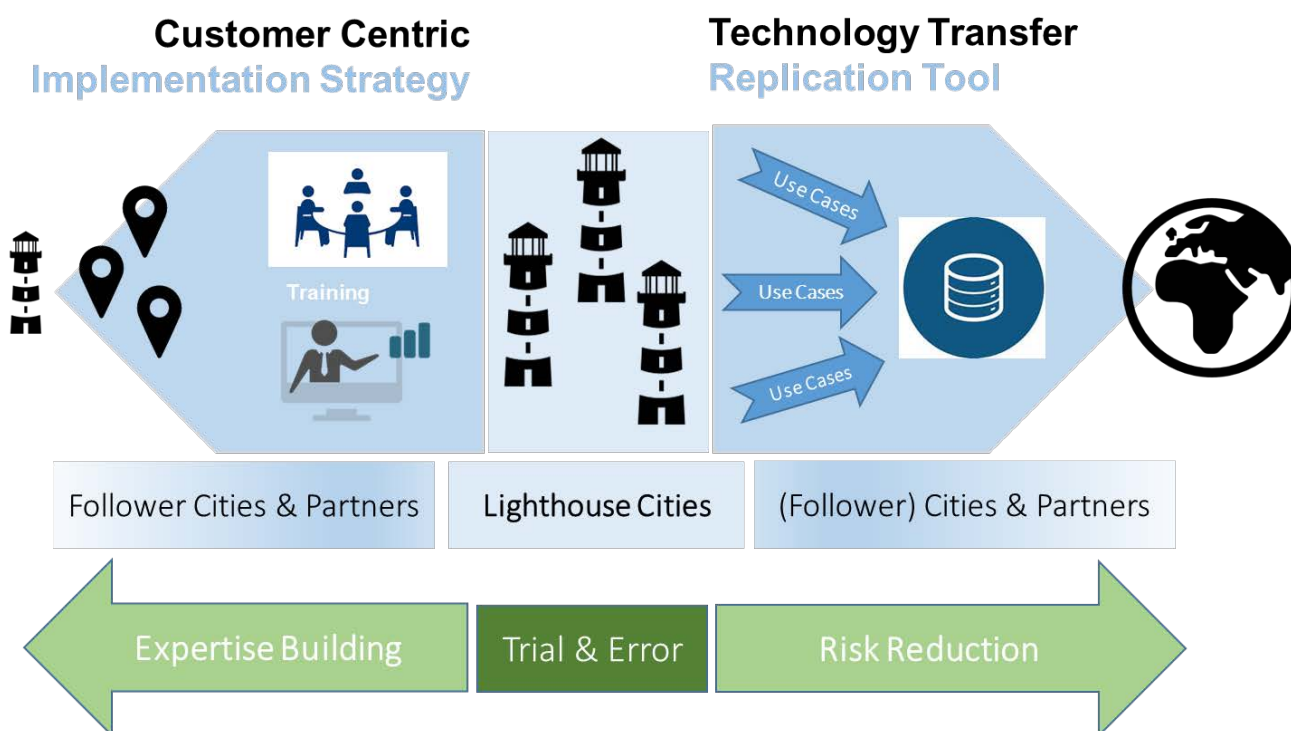 Customer Centric
Implementation Strategy
Technology Transfer
Replication Tool
Training
Use Cases
Use Cases
Use Cases
Follower Cities & Partners
Lighthouse Cities
(Follower) Cities & Partners
Expertise Building
Trial & Error
Risk Reduction